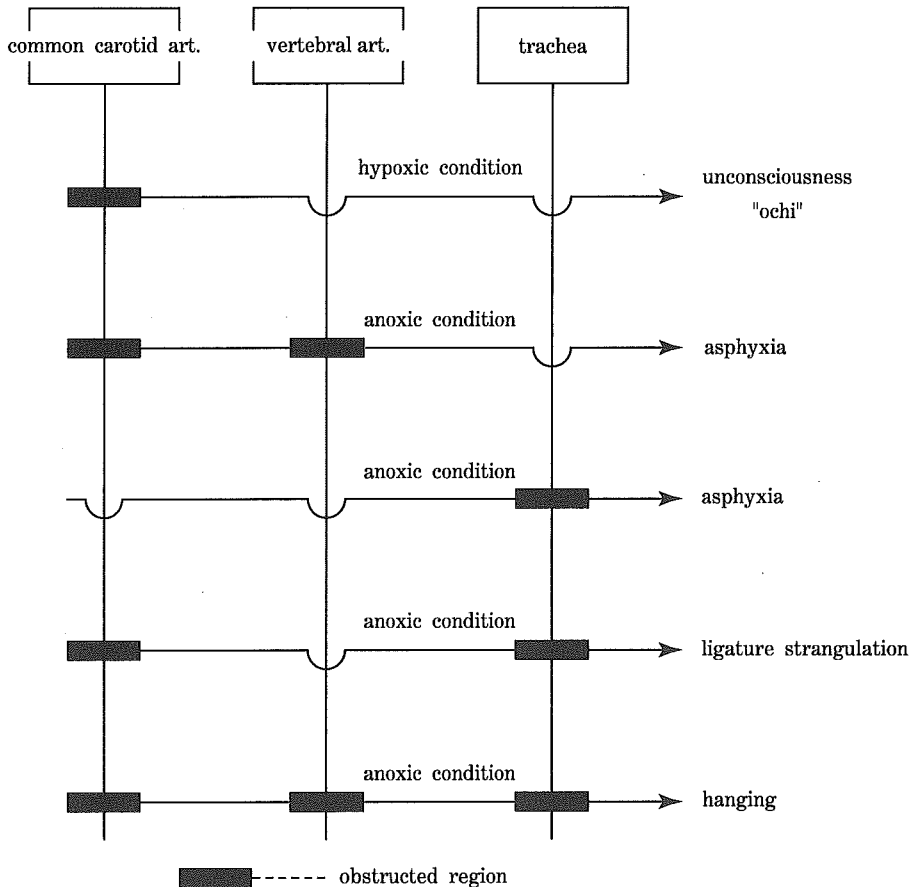 common carotid art.
vertebral art.
trachea
hypoxic condition
unconsciousness
"ochi"
anoxic condition
asphyxia
anoxic condition
asphyxia
anoxic condition
ligature strangulation
anoxic condition
hanging
obstructed region